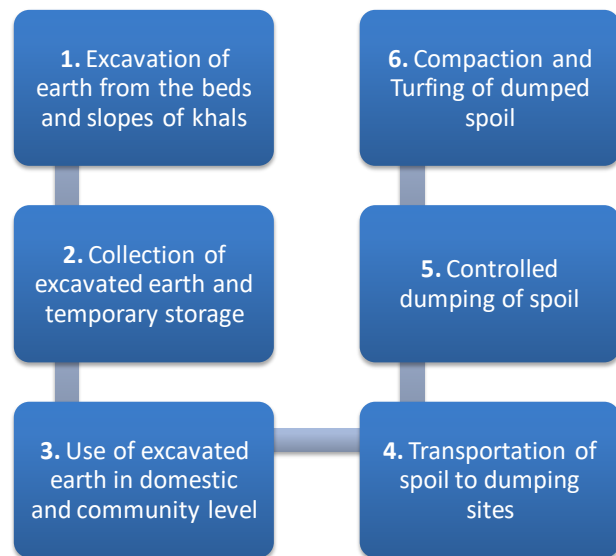 1. Excavation of
earth from the beds
and slopes of khals
2. Collection of
excavated earth and
temporary storage
3. Use of excavated
earth in domestic
and community level
4. Transportation of
spoil to dumping
sites
5. Controlled
dumping of spoil
6. Compaction and
Turfing of dumped
spoil